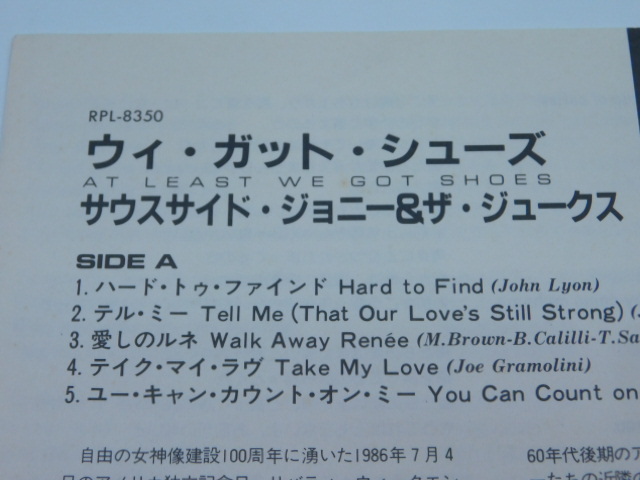 RPL-8350
ウィ・ガット・シューズ
AT LEAST WE GOT SHOES
サウスサイド・ジョニー&ザ・ジュークス
SIDE A
1. ハード・トゥ・ファインド Hard to Find (John Lyon)
2. テル・ミー Tell Me (That Our Love's Still Strong) (
3. 愛しのルネ Walk Away Renée (M.Brown-B.Calilli-T.Sa
4. テイク・マイ・ラヴ Take My Love (Joe Gramolini)
5. ユー・キャン・カウント・オン・ミー You Can Count on
自由の女神像建設100周年に湧いた1986年7月4
60年代後期のア